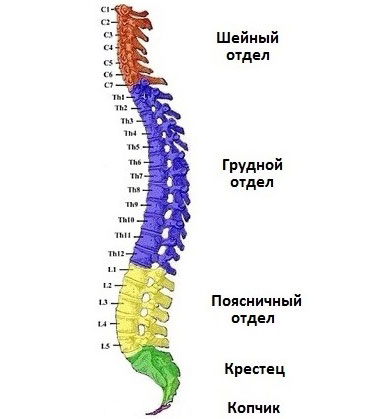 C1
C2
C3
C4
C5
C6
C7
Шейный
отдел
Th1
Th2
Th3
Th4
Th5
Th6
Th7
Th8
Th9
Th10
Th11
Th12
Грудной
отдел
L1
L2
L3
L4
L5
Поясничный
отдел
Крестец
Копчик